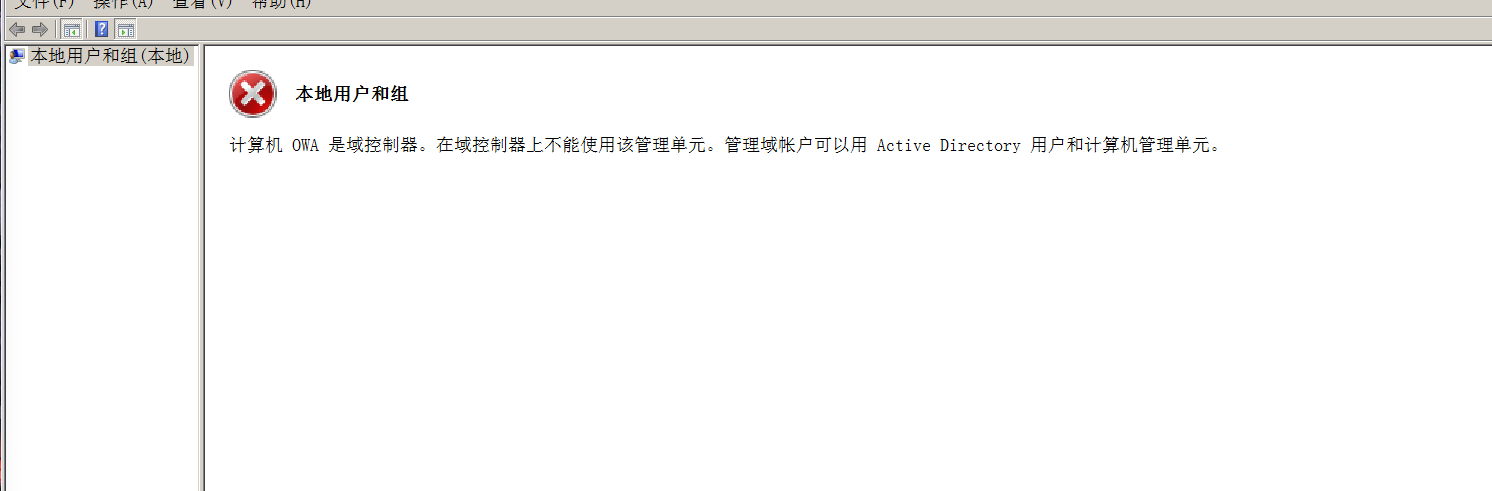 文件(F) 操作(A) 查看(V) 帮助(H)
本地用户和组(本地)
本地用户和组
计算机 OWA 是域控制器。在域控制器上不能使用该管理单元。管理域帐户可以用 Active Directory 用户和计算机管理单元。